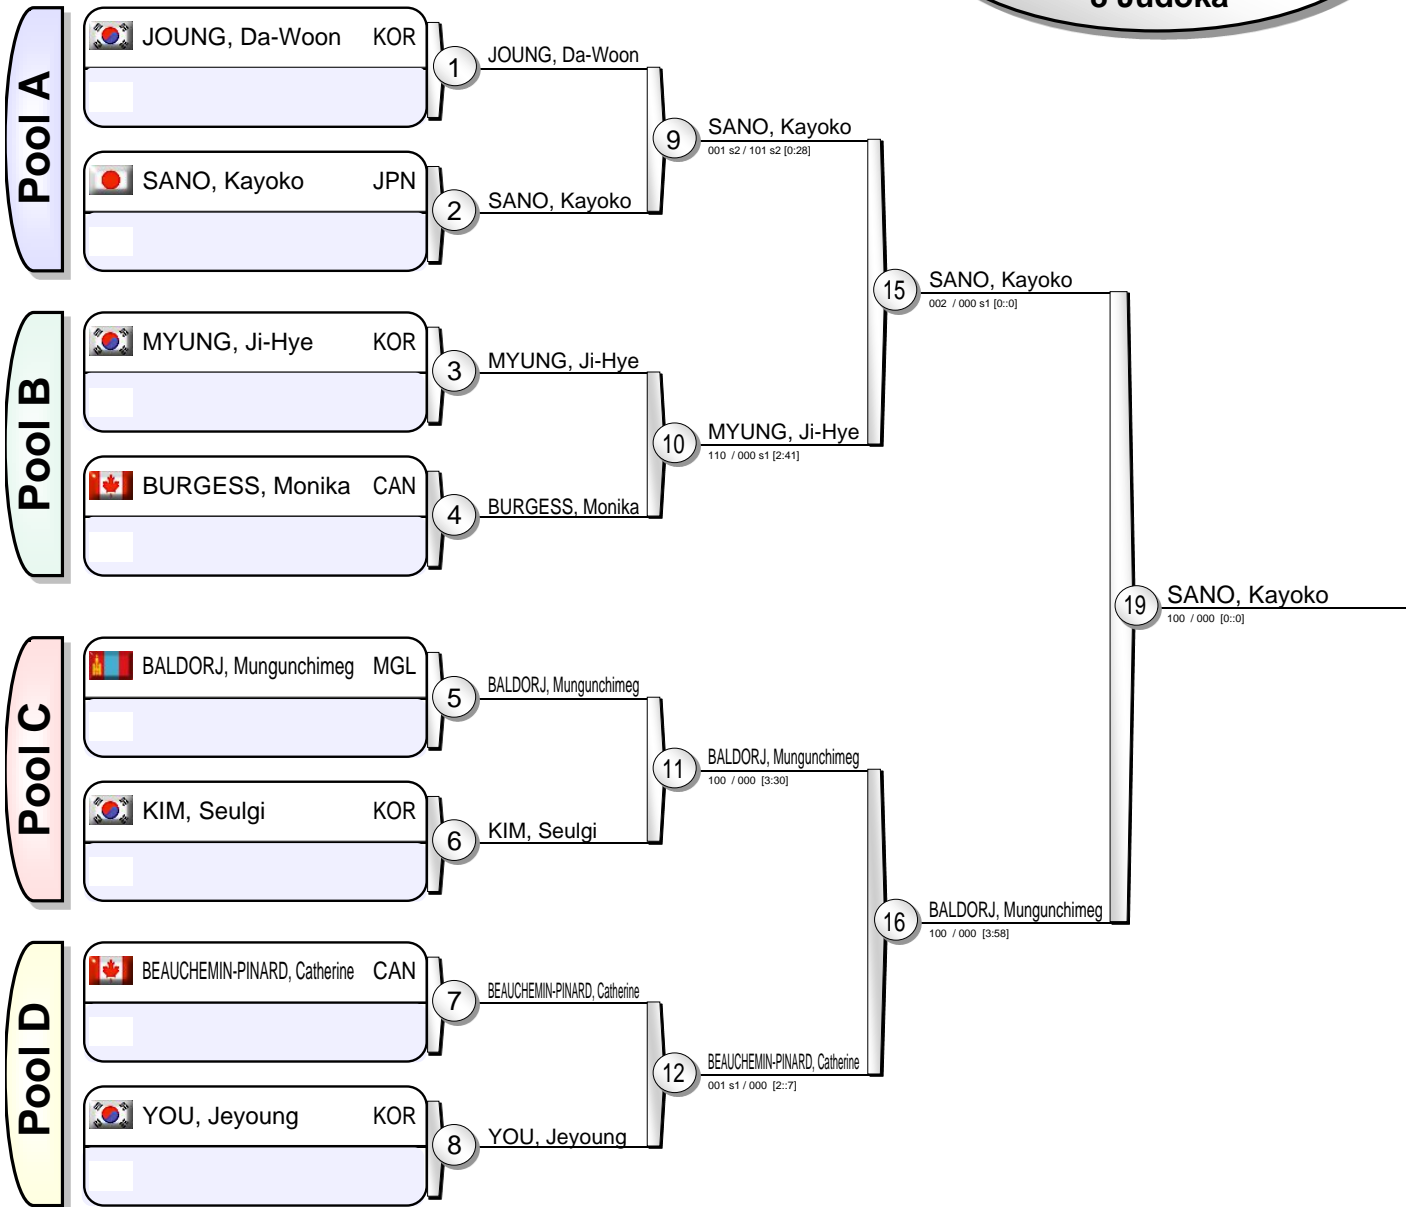 8 Judoka
Pool A
JOUNG, Da-Woon KOR
1
JOUNG, Da-Woon
SANO, Kayoko JPN
2
SANO, Kayoko
9
SANO, Kayoko
001 s2 / 101 s2 [0:28]
Pool B
MYUNG, Ji-Hye KOR
3
MYUNG, Ji-Hye
BURGESS, Monika CAN
4
BURGESS, Monika
10
MYUNG, Ji-Hye
110 / 000 s1 [2:41]
15
SANO, Kayoko
002 / 000 s1 [0::0]
Pool C
BALDORJ, Mungunchimeg MGL
5
BALDORJ, Mungunchimeg
KIM, Seulgi KOR
6
KIM, Seulgi
11
BALDORJ, Mungunchimeg
100 / 000 [3:30]
Pool D
BEAUCHEMIN-PINARD, Catherine CAN
7
BEAUCHEMIN-PINARD, Catherine
YOU, Jeyoung KOR
8
YOU, Jeyoung
12
BEAUCHEMIN-PINARD, Catherine
001 s1 / 000 [2::7]
16
BALDORJ, Mungunchimeg
100 / 000 [3:58]
19
SANO, Kayoko
100 / 000 [0::0]